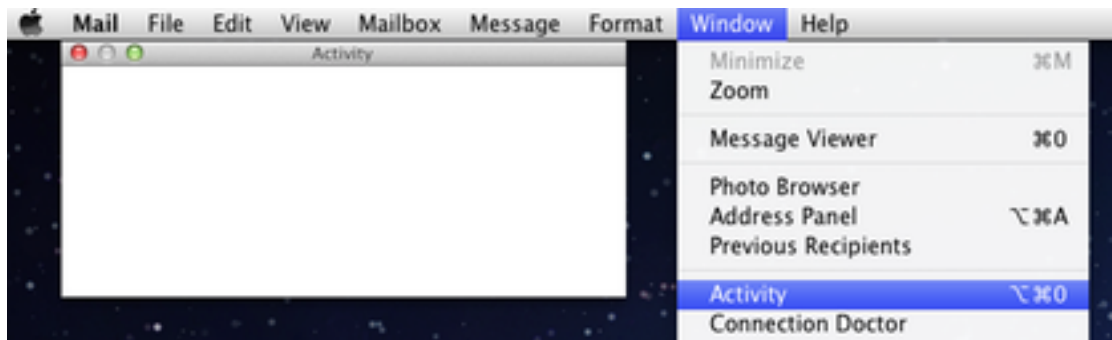 Mail File Edit View Mailbox Message Format Window Help
Activity
Minimize ⌘M
Zoom
Message Viewer ⌘0
Photo Browser
Address Panel ⌥⌘A
Previous Recipients
Activity ⌥⌘0
Connection Doctor